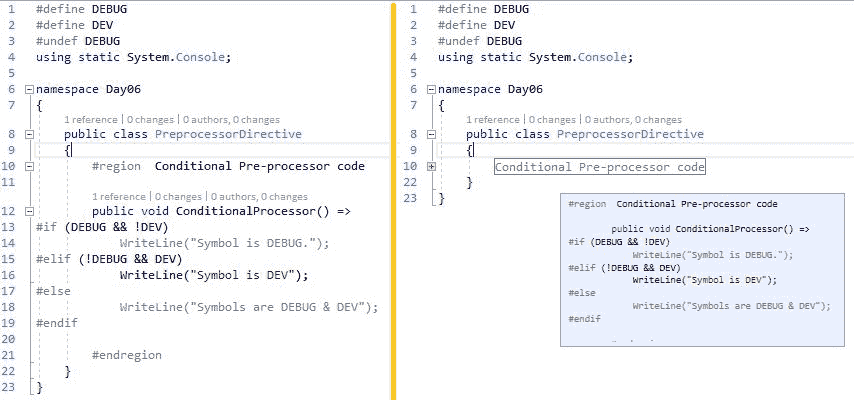 1 #define DEBUG
2 #define DEV
3 #undef DEBUG
4 using static System.Console;
5
6 namespace Day06
7 {
1 reference | 0 changes | 0 authors, 0 changes
8 public class PreprocessorDirective
9 {
10 #region Conditional Pre-processor code
11
1 reference | 0 changes | 0 authors, 0 changes
12 public void ConditionalProcessor() =>
13 #if (DEBUG && !DEV)
14 WriteLine("Symbol is DEBUG.");
15 #elif (!DEBUG && DEV)
16 WriteLine("Symbol is DEV");
17 #else
18 WriteLine("Symbols are DEBUG & DEV");
19 #endif
20
21 #endregion
22 }
23 }
1 #define DEBUG
2 #define DEV
3 #undef DEBUG
4 using static System.Console;
5
6 namespace Day06
7 {
1 reference | 0 changes | 0 authors, 0 changes
8 public class PreprocessorDirective
9 {
10 Conditional Pre-processor code
22 }
23 }
#region Conditional Pre-processor code
public void ConditionalProcessor() =>
#if (DEBUG && !DEV)
WriteLine("Symbol is DEBUG.");
#elif (!DEBUG && DEV)
WriteLine("Symbol is DEV");
#else
WriteLine("Symbols are DEBUG & DEV");
#endif